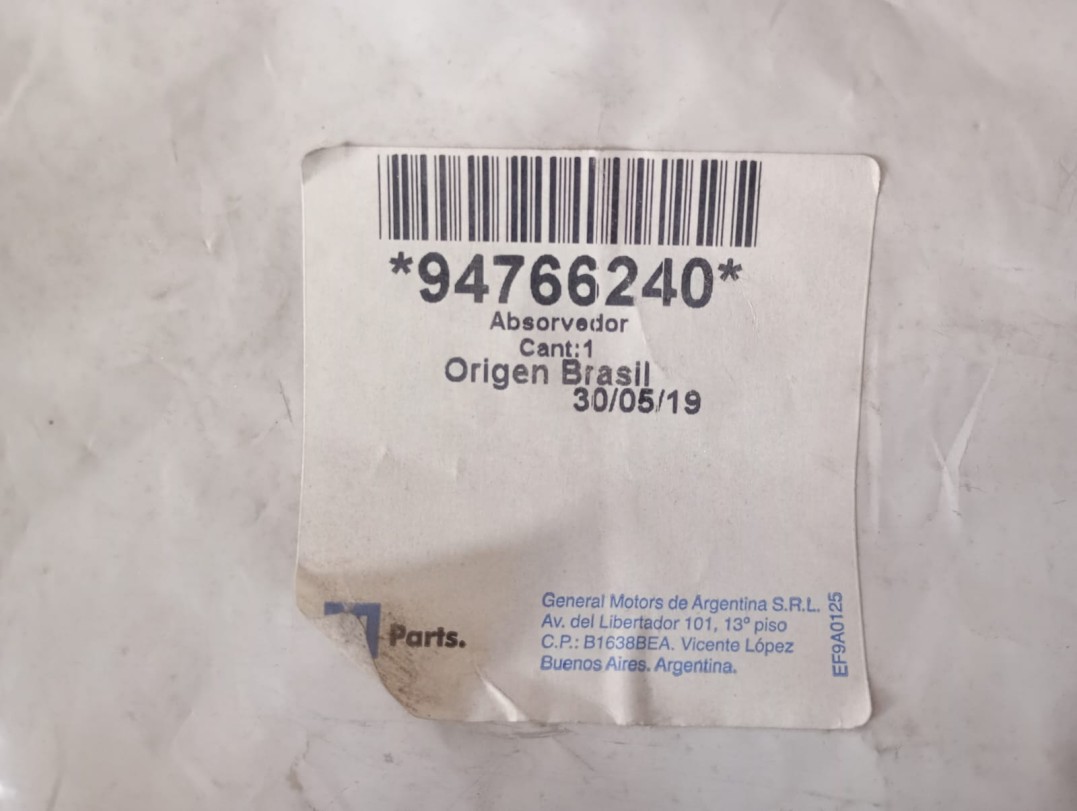 *94766240*
Absorvedor
Cant:1
Origen Brasil
30/05/19
Parts.
General Motors de Argentina S.R.L.
Av. del Libertador 101, 13º piso
C.P.: B1638BEA. Vicente López
Buenos Aires. Argentina.
EF9A0125